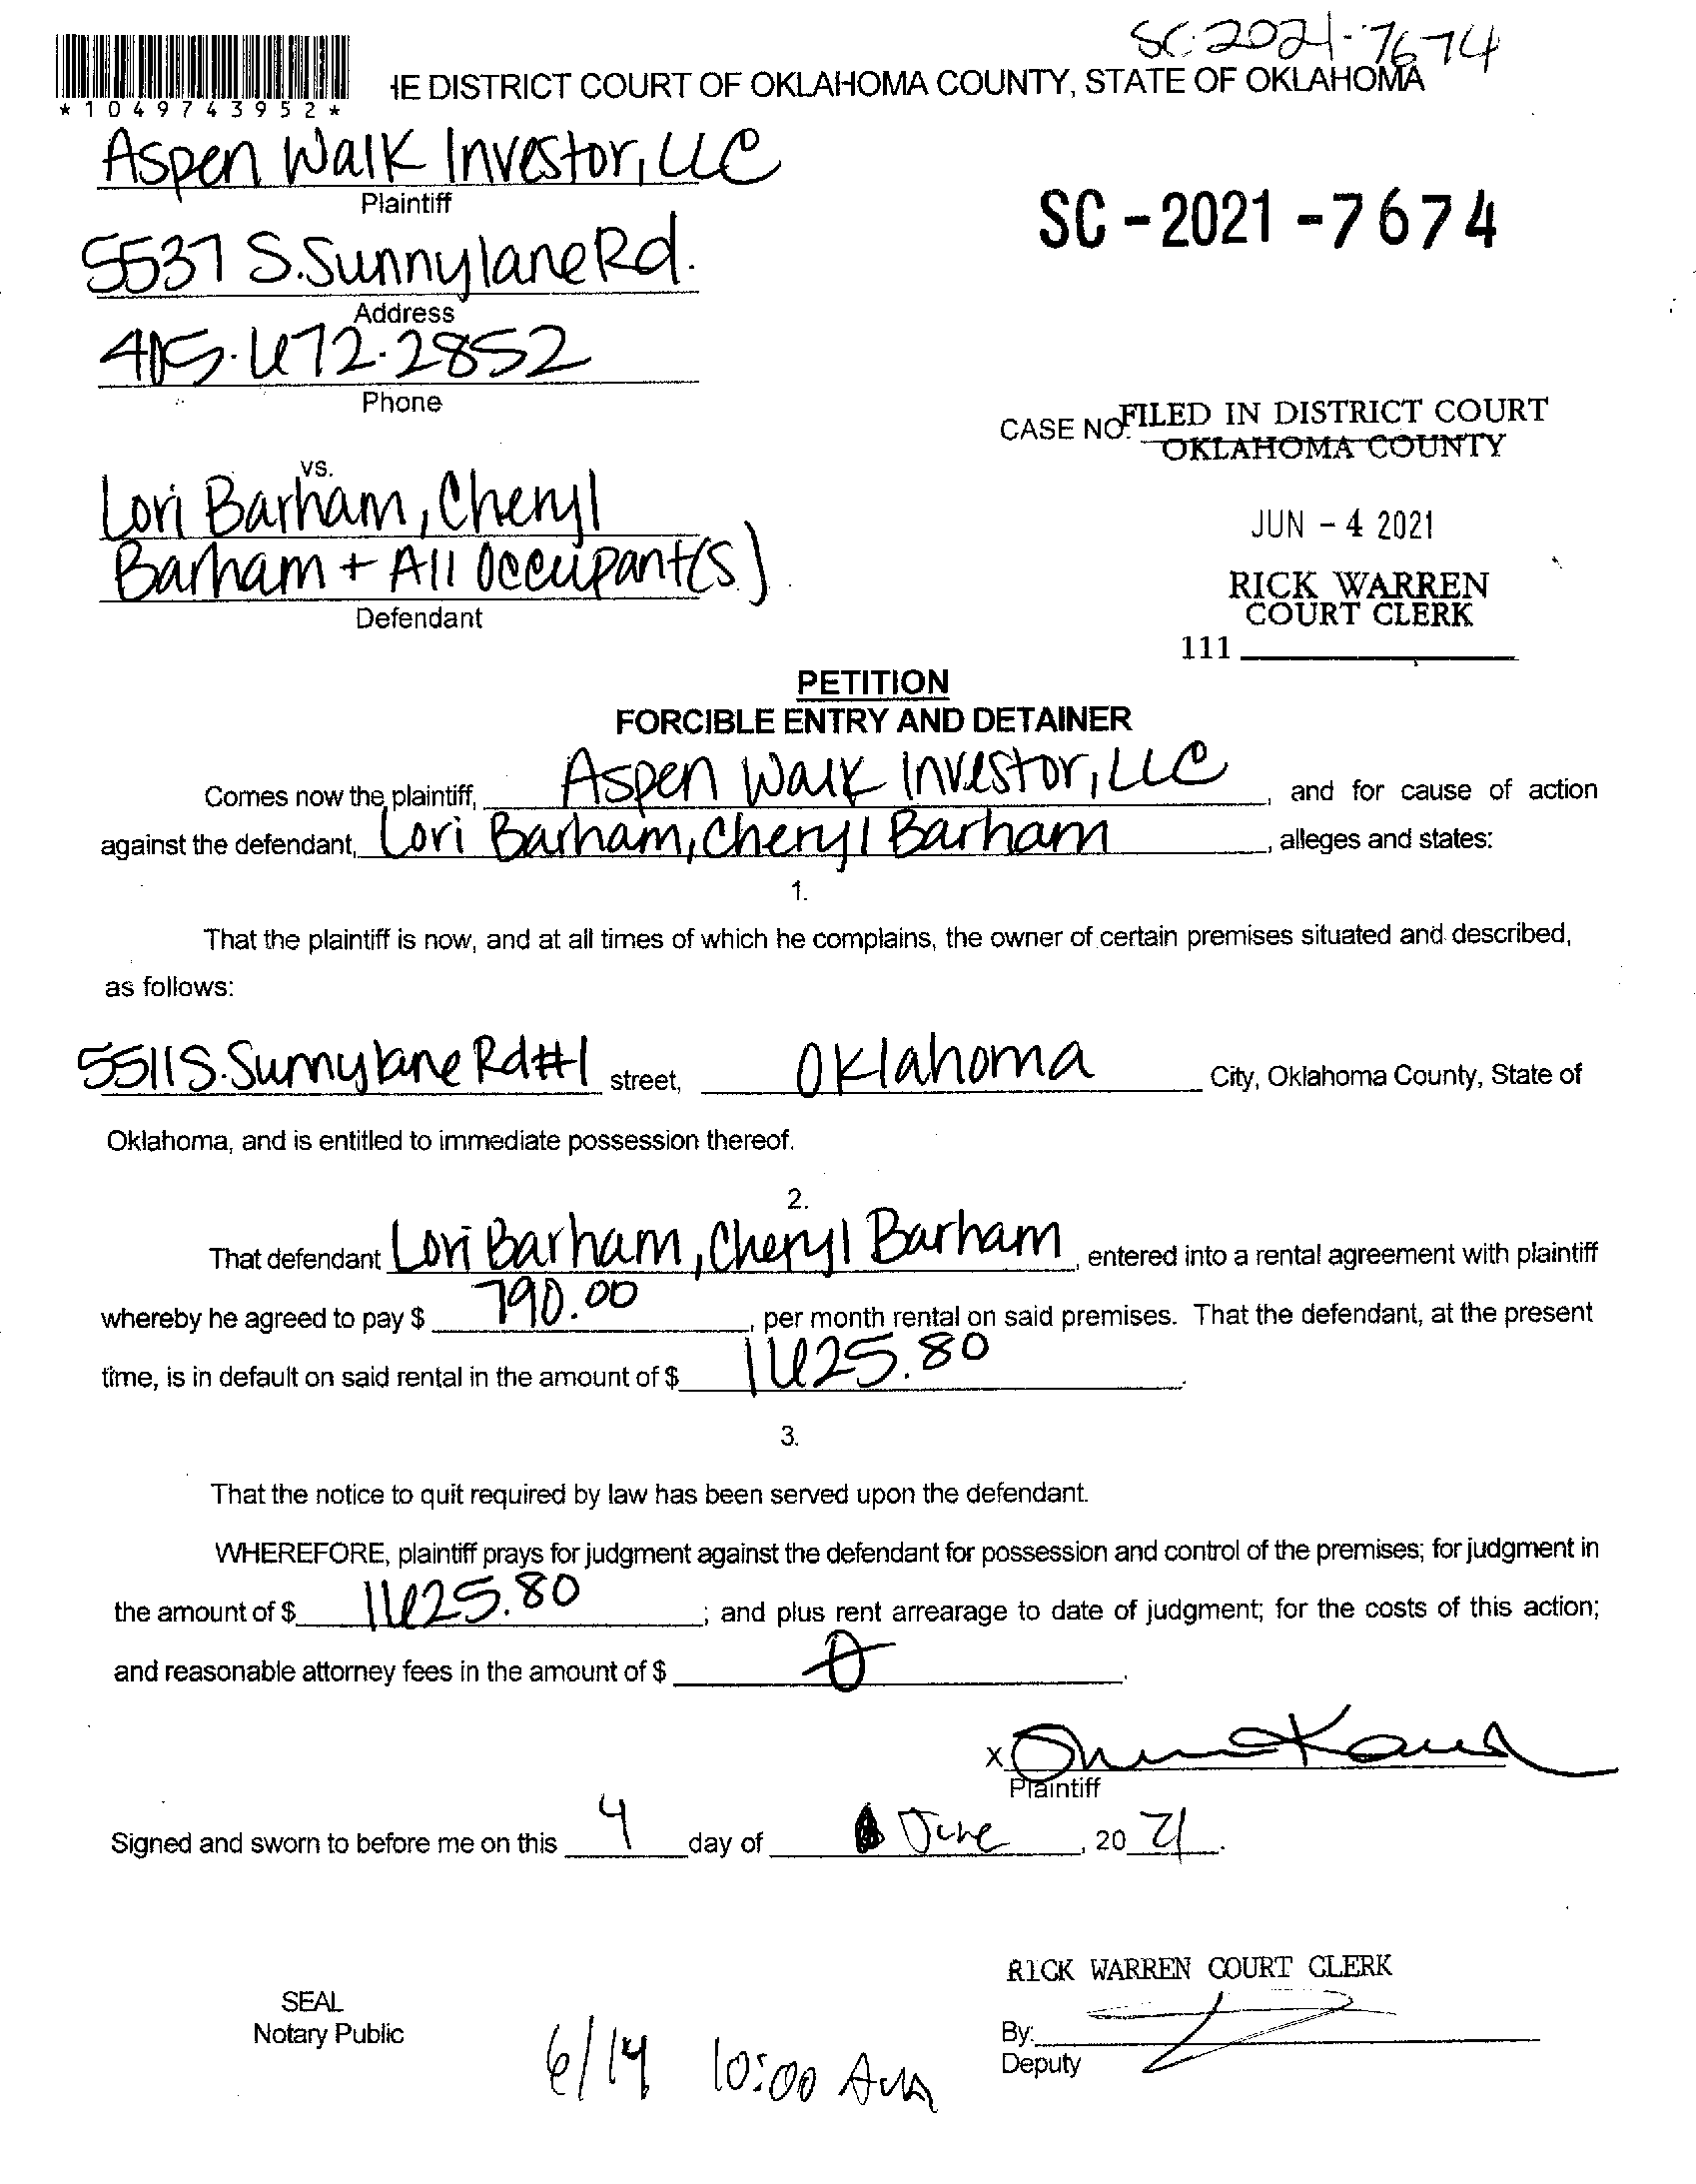 SC-2021-7674
*1049743952*
HE DISTRICT COURT OF OKLAHOMA COUNTY, STATE OF OKLAHOMA
Aspen Walk Investor, LLC
Plaintiff
SC-2021-7674
5537 S. Sunnylane Rd.
Address
405.672.2852
Phone
CASE NO. FILED IN DISTRICT COURT
OKLAHOMA COUNTY
vs.
Lori Barham, Cheryl
JUN - 4 2021
Barham + All Occupant(s)
Defendant
RICK WARREN
COURT CLERK
111
PETITION
FORCIBLE ENTRY AND DETAINER
Comes now the plaintiff, Aspen Walk Investor, LLC, and for cause of action
against the defendant, Lori Barham, Cheryl Barham, alleges and states:
1.
That the plaintiff is now, and at all times of which he complains, the owner of certain premises situated and described,
as follows:
5511 S. Sunnylane Rd #1 street, Oklahoma City, Oklahoma County, State of
Oklahoma, and is entitled to immediate possession thereof.
2.
That defendant Lori Barham, Cheryl Barham, entered into a rental agreement with plaintiff
whereby he agreed to pay $ 790.00, per month rental on said premises. That the defendant, at the present
time, is in default on said rental in the amount of $ 1625.80.
3.
That the notice to quit required by law has been served upon the defendant.
WHEREFORE, plaintiff prays for judgment against the defendant for possession and control of the premises; for judgment in
the amount of $ 1625.80; and plus rent arrearage to date of judgment; for the costs of this action;
and reasonable attorney fees in the amount of $ 0.
X
Plaintiff
Signed and sworn to before me on this 4 day of June, 20 21.
RICK WARREN COURT CLERK
SEAL
Notary Public
By:
Deputy
6/14 10:00 AM